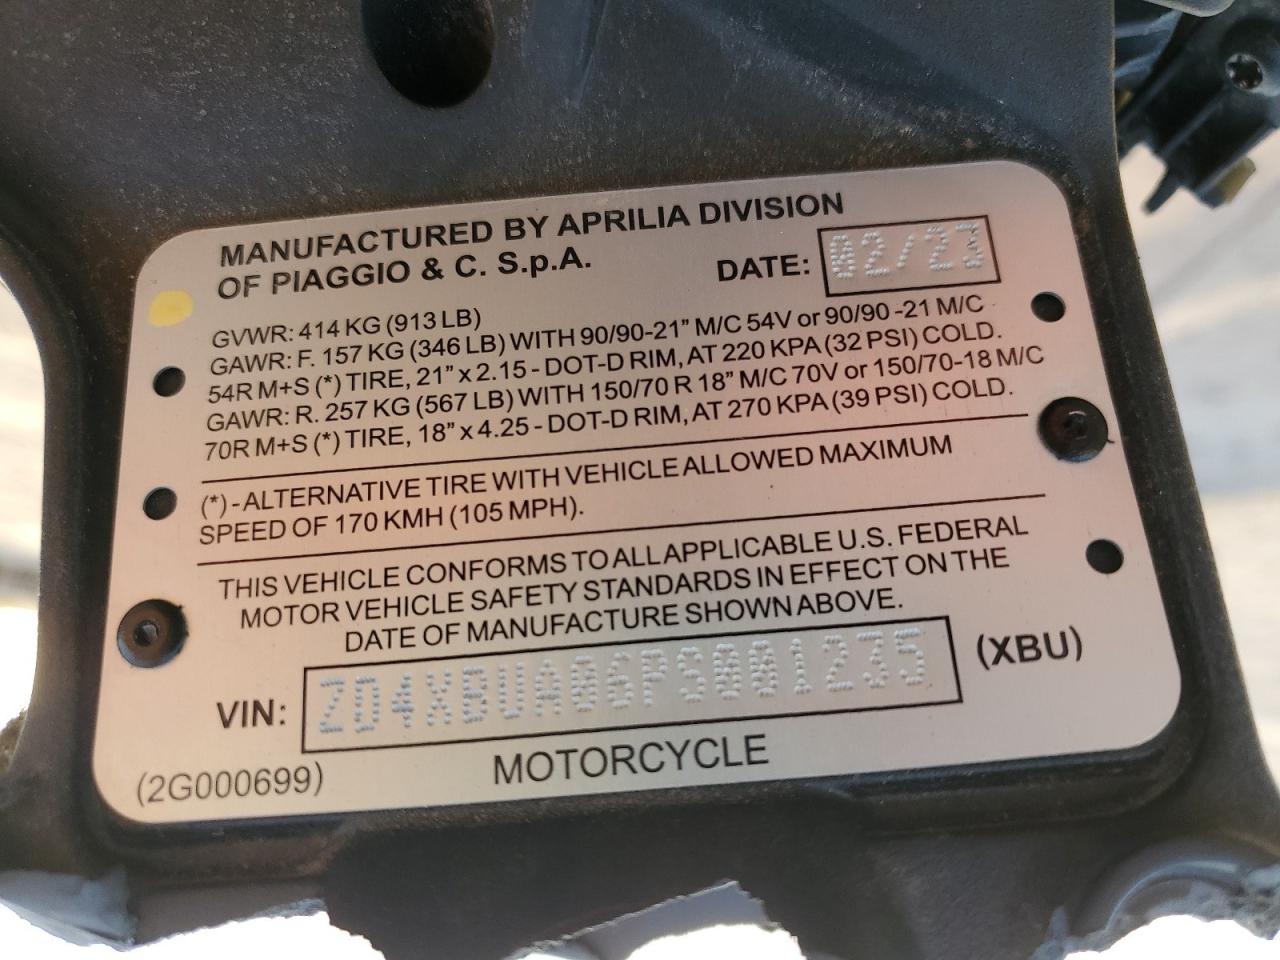 MANUFACTURED BY APRILIA DIVISION
OF PIAGGIO & C. S.p.A.
DATE: 02/23
GVWR: 414 KG (913 LB)
GAWR: F. 157 KG (346 LB) WITH 90/90-21" M/C 54V or 90/90 -21 M/C
54R M+S (*) TIRE, 21" x 2.15 - DOT-D RIM, AT 220 KPA (32 PSI) COLD.
GAWR: R. 257 KG (567 LB) WITH 150/70 R 18" M/C 70V or 150/70-18 M/C
70R M+S (*) TIRE, 18" x 4.25 - DOT-D RIM, AT 270 KPA (39 PSI) COLD.
(*) - ALTERNATIVE TIRE WITH VEHICLE ALLOWED MAXIMUM
SPEED OF 170 KMH (105 MPH).
THIS VEHICLE CONFORMS TO ALL APPLICABLE U.S. FEDERAL
MOTOR VEHICLE SAFETY STANDARDS IN EFFECT ON THE
DATE OF MANUFACTURE SHOWN ABOVE.
VIN: ZD4XBUA06PS001235 (XBU)
(2G000699) MOTORCYCLE